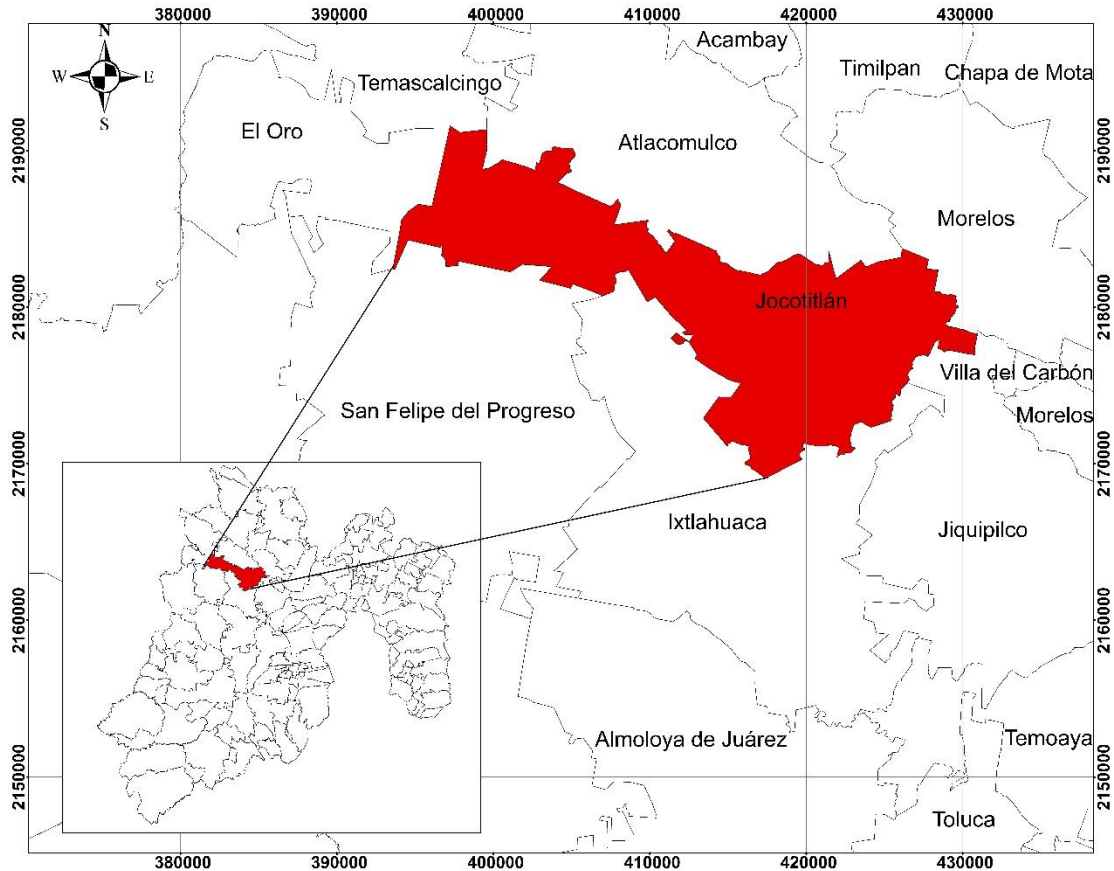 380000
390000
400000
410000
420000
430000
N
W
E
S
Acambay
Timilpan
Chapa de Mota
Temascalcingo
El Oro
Atlacomulco
2190000
2190000
Morelos
Jocotitlán
2180000
2180000
Villa del Carbón
San Felipe del Progreso
Morelos
2170000
2170000
Ixtlahuaca
Jiquipilco
2160000
2160000
Almoloya de Juárez
Temoaya
2150000
2150000
Toluca
380000
390000
400000
410000
420000
430000